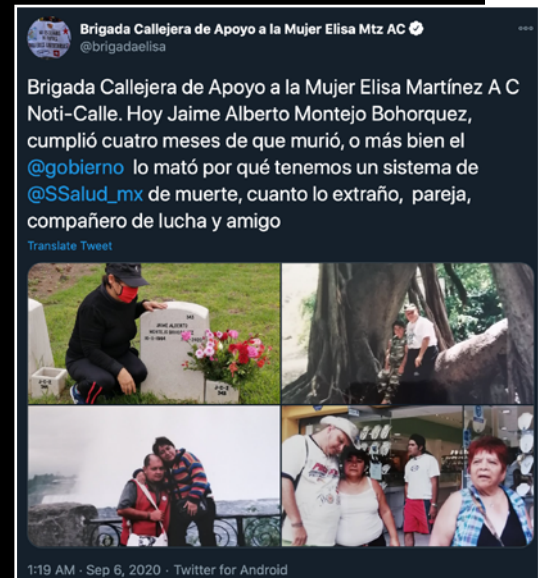 Brigada Callejera de Apoyo a la Mujer Elisa Mtz AC
@brigadaelisa
Brigada Callejera de Apoyo a la Mujer Elisa Martínez A C
Noti-Calle. Hoy Jaime Alberto Montejo Bohorquez,
cumplió cuatro meses de que murió, o más bien el
@gobierno lo mató por qué tenemos un sistema de
@SSalud_mx de muerte, cuanto lo extraño, pareja,
compañero de lucha y amigo
Translate Tweet
JAIME ALBERTO
1:19 AM · Sep 6, 2020 · Twitter for Android